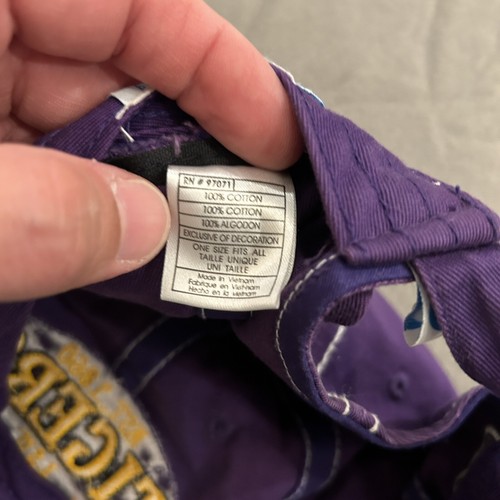 RN # 97071
100% COTTON
100% COTTON
100% ALGODON
EXCLUSIVE OF DECORATION
ONE SIZE FITS ALL
TAILLE UNIQUE
UNI TAILLE
Made in Vietnam
Fabrique en Vietnam
Hecho en la Vietnam